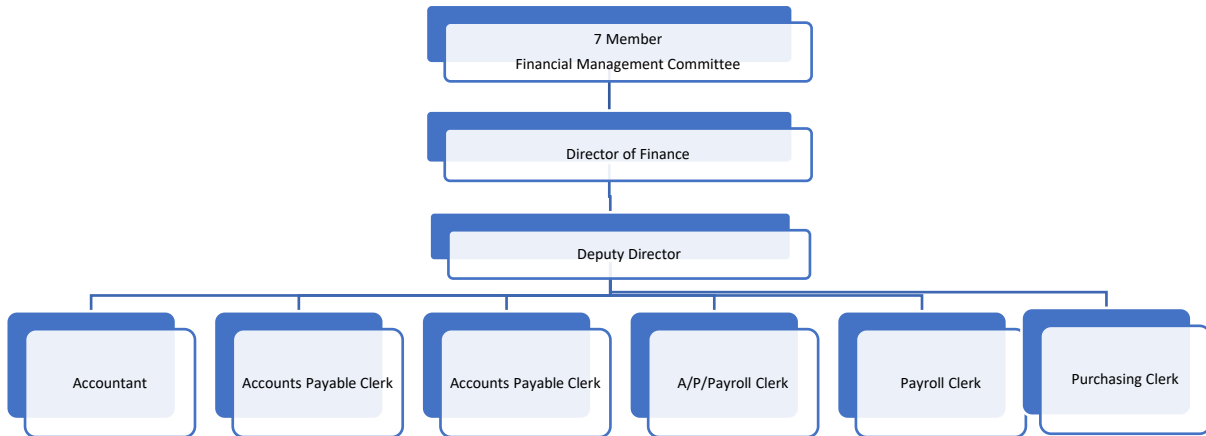 7 Member
Financial Management Committee
Director of Finance
Deputy Director
Accountant
Accounts Payable Clerk
Accounts Payable Clerk
A/P/Payroll Clerk
Payroll Clerk
Purchasing Clerk